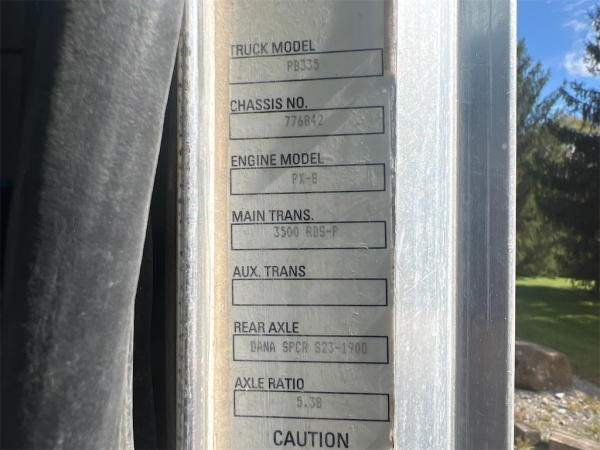 TRUCK MODEL
PB335
CHASSIS NO.
776842
ENGINE MODEL
PX-8
MAIN TRANS.
3500 RDS-P
AUX. TRANS
REAR AXLE
DANA SPCR S23-190D
AXLE RATIO
5.38
CAUTION